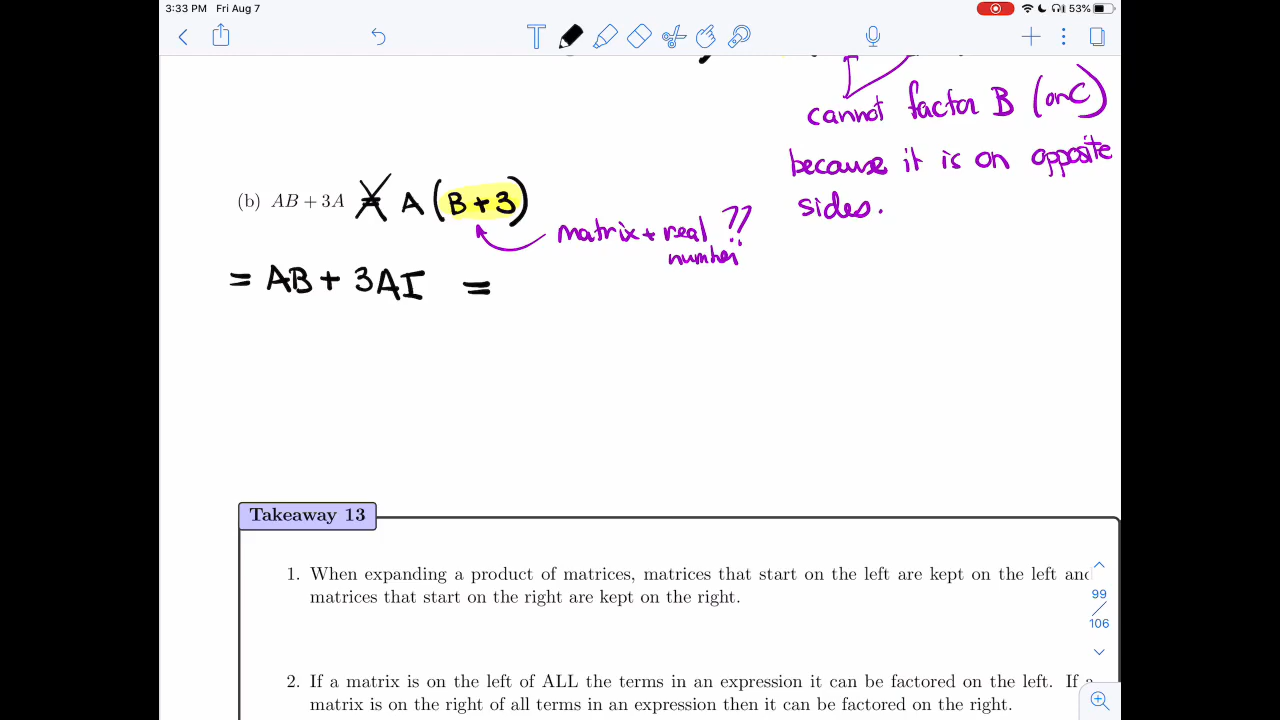 3:33 PM Fri Aug 7
53%
cannot factor B (or C)
because it is on opposite
sides.
(b) AB + 3A = A (B + 3)
matrix + real ??
number
= AB + 3AI =
Takeaway 13
1. When expanding a product of matrices, matrices that start on the left are kept on the left and
matrices that start on the right are kept on the right.
99
106
2. If a matrix is on the left of ALL the terms in an expression it can be factored on the left. If a
matrix is on the right of all terms in an expression then it can be factored on the right.